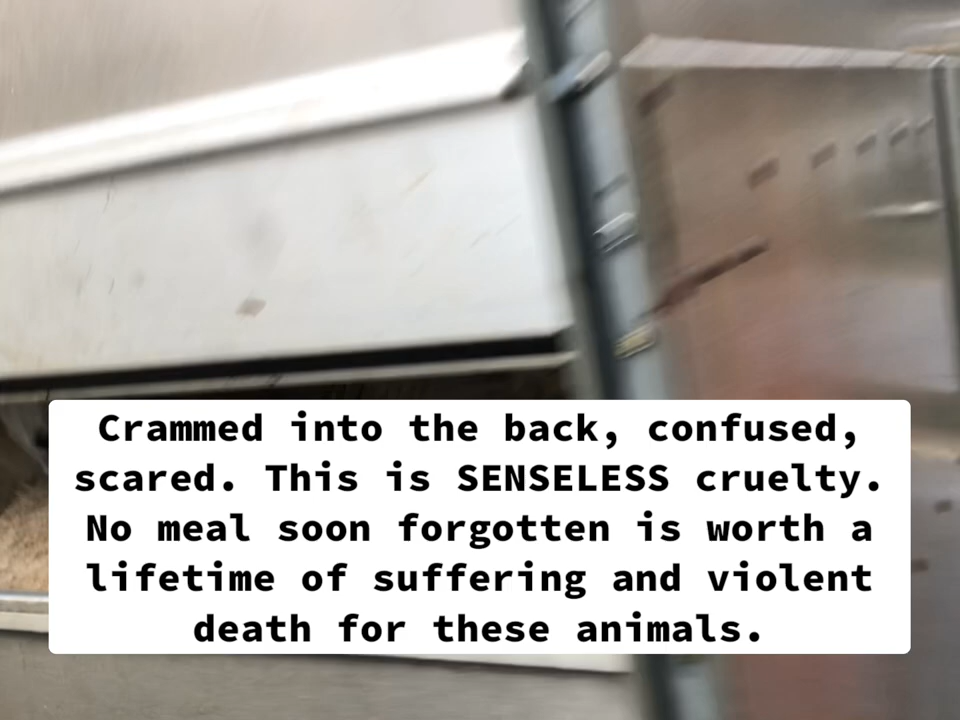 Crammed into the back, confused,
scared. This is SENSELESS cruelty.
No meal soon forgotten is worth a
lifetime of suffering and violent
death for these animals.